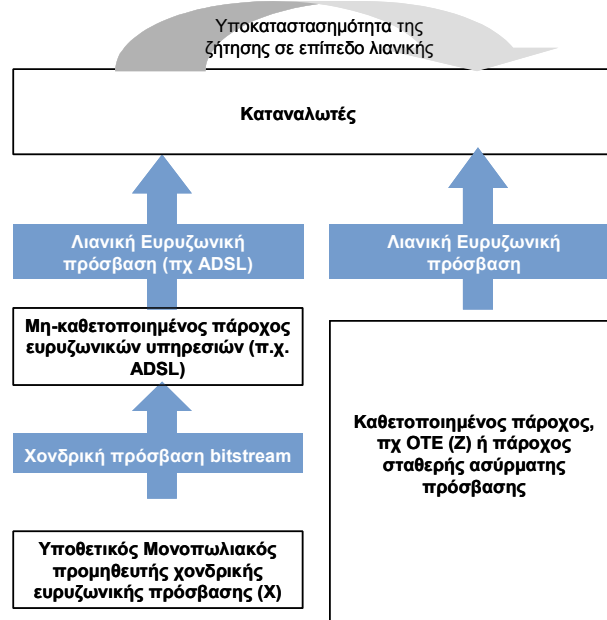 Υποκαταστασημότητα της
ζήτησης σε επίπεδο λιανικής
Καταναλωτές
Λιανική Ευρυζωνική
πρόσβαση (πχ ADSL)
Λιανική Ευρυζωνική
πρόσβαση
Μη-καθετοποιημένος πάροχος
ευρυζωνικών υπηρεσιών (π.χ.
ADSL)
Χονδρική πρόσβαση bitstream
Υποθετικός Μονοπωλιακός
προμηθευτής χονδρικής
ευρυζωνικής πρόσβασης (X)
Καθετοποιημένος πάροχος,
πχ ΟΤΕ (Ζ) ή πάροχος
σταθερής ασύρματης
πρόσβασης